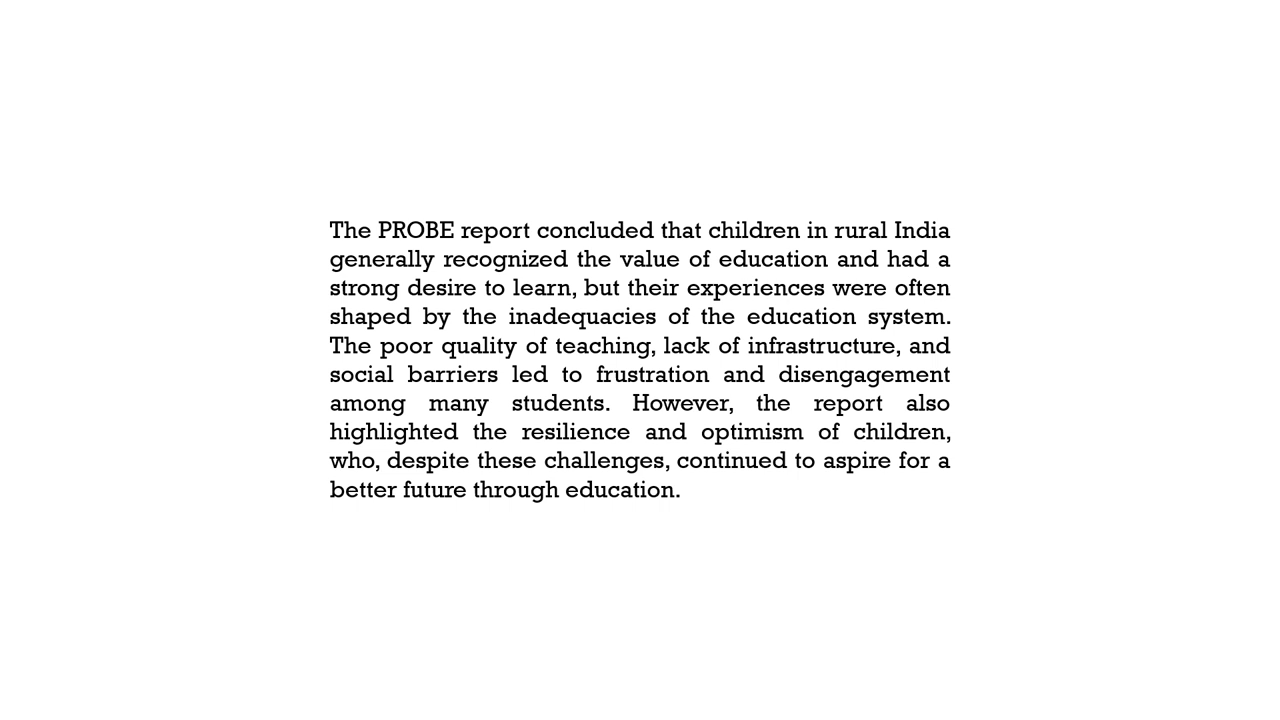 The PROBE report concluded that children in rural India
generally recognized the value of education and had a
strong desire to learn, but their experiences were often
shaped by the inadequacies of the education system.
The poor quality of teaching, lack of infrastructure, and
social barriers led to frustration and disengagement
among many students. However, the report also
highlighted the resilience and optimism of children,
who, despite these challenges, continued to aspire for a
better future through education.